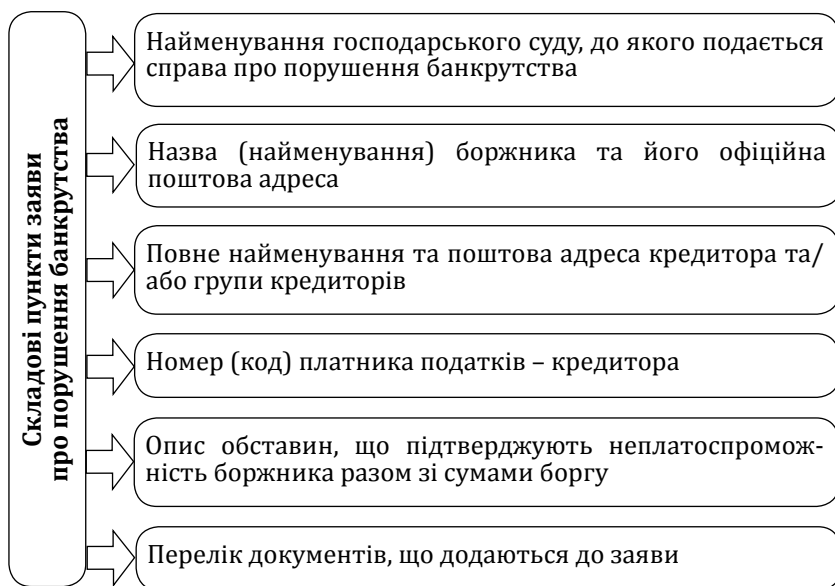 Складові пункти заяви
про порушення банкрутства
Найменування господарського суду, до якого подається
справа про порушення банкрутства
Назва (найменування) боржника та його офіційна
поштова адреса
Повне найменування та поштова адреса кредитора та/
або групи кредиторів
Номер (код) платника податків – кредитора
Опис обставин, що підтверджують неплатоспромож-
ність боржника разом зі сумами боргу
Перелік документів, що додаються до заяви